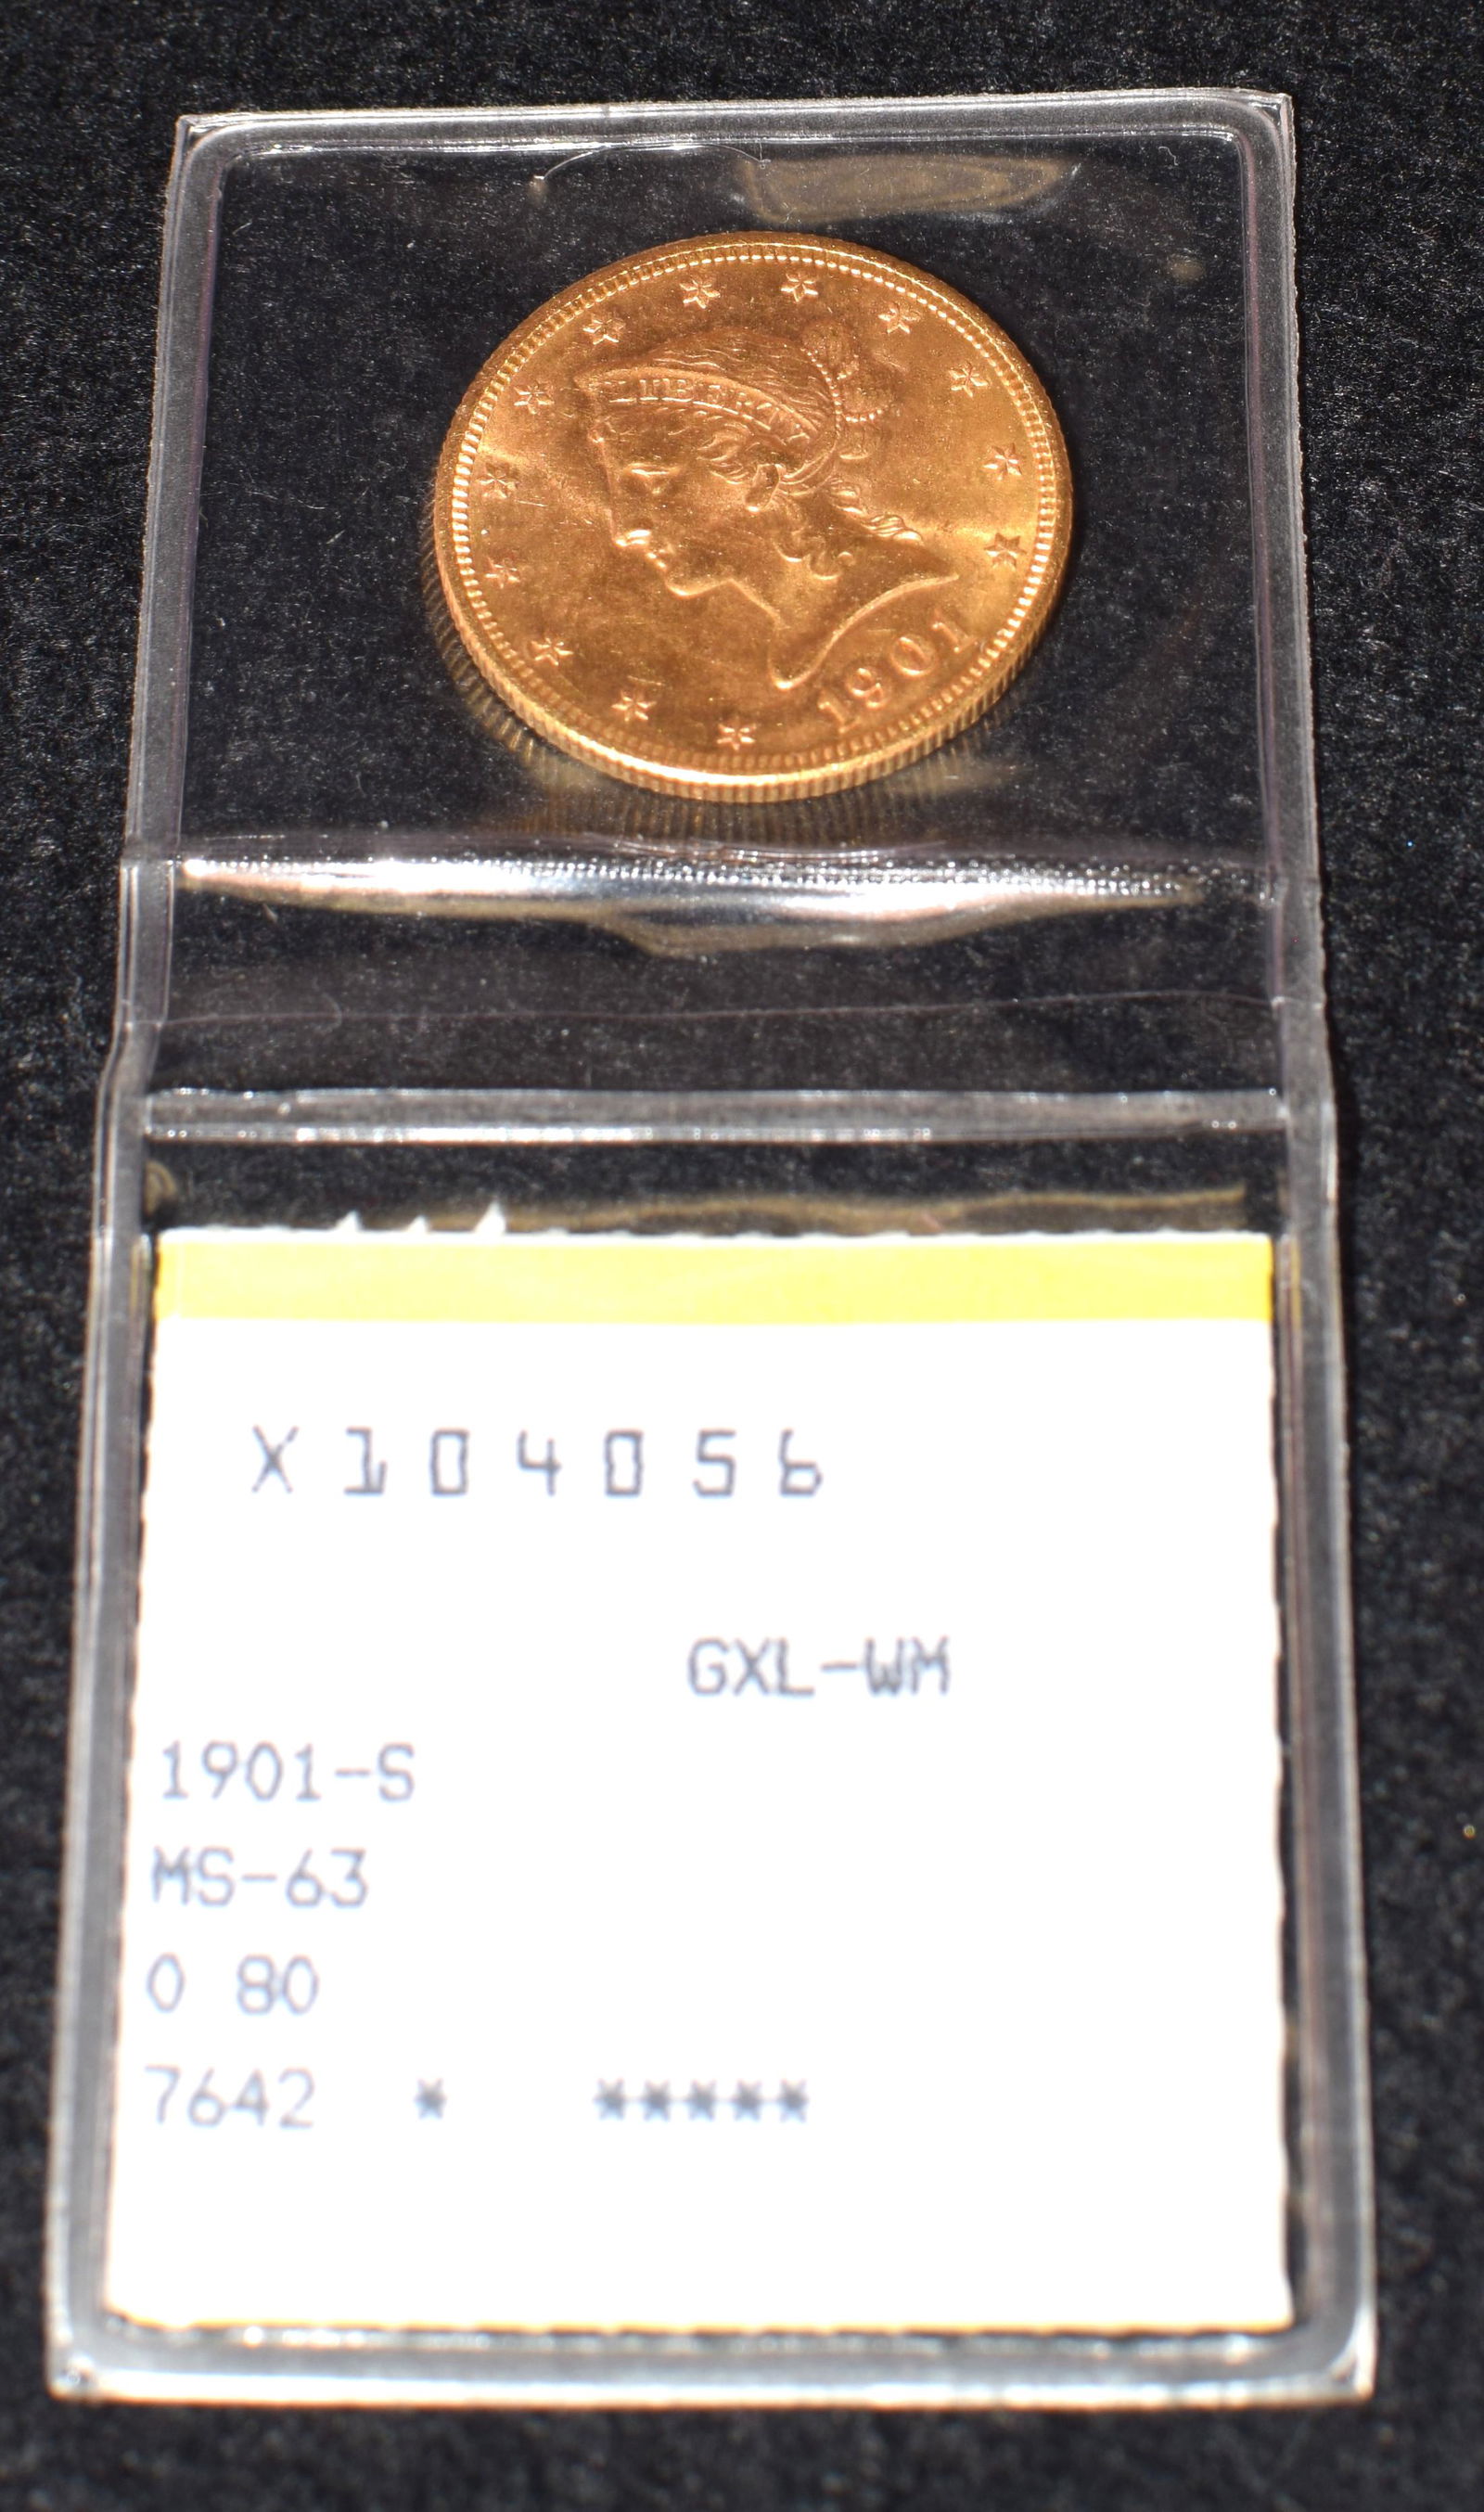 LIBERTY
1901
X104056
GXL-WM
1901-S
MS-63
0 80
7642 * *****